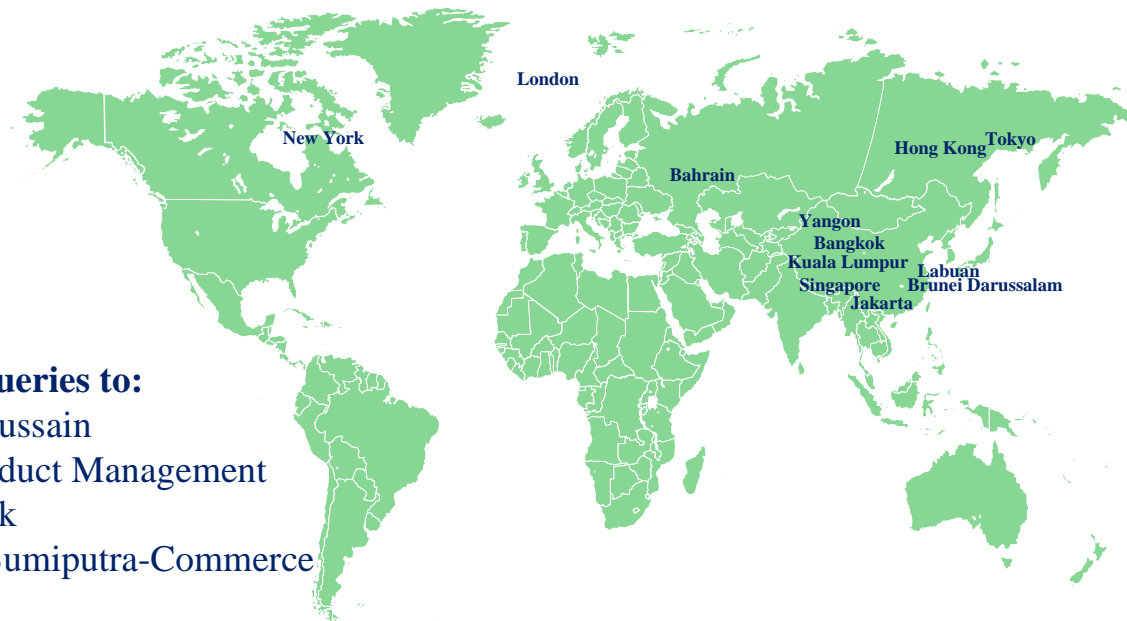 London
New York
Hong Kong
Tokyo
Bahrain
Yangon
Bangkok
Kuala Lumpur
Labuan
Singapore
Brunei Darussalam
Jakarta
ueries to:
ussain
duct Management
k
umiputra-Commerce